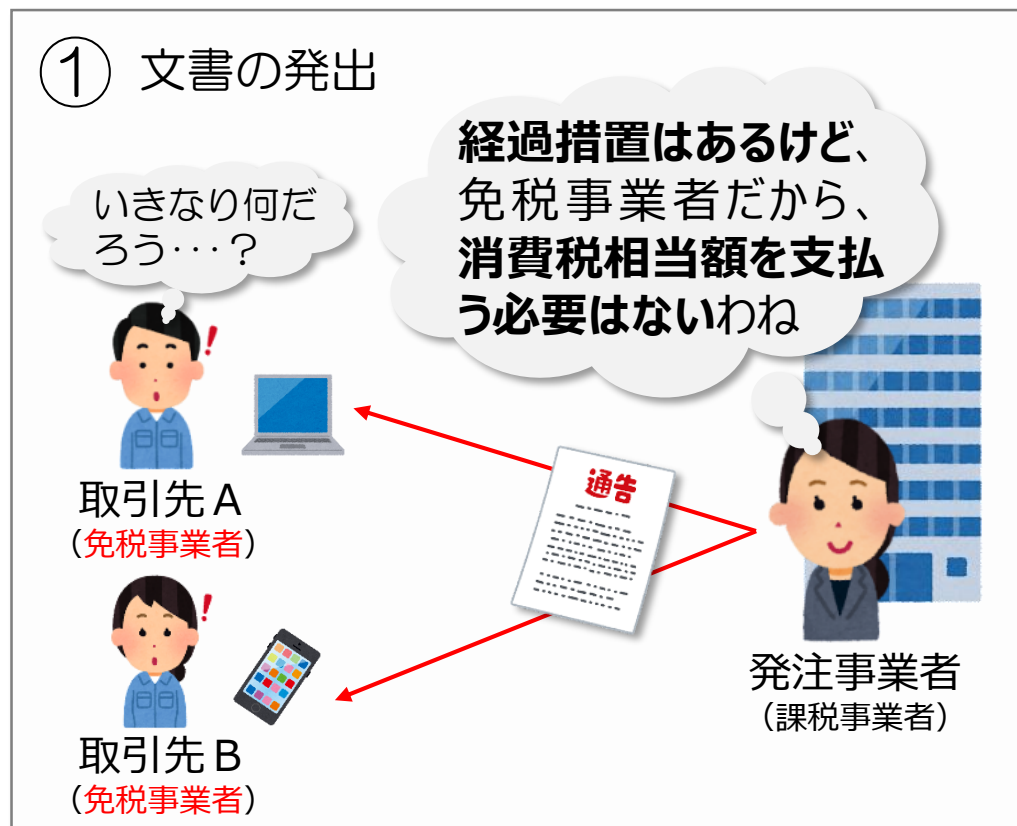 ① 文書の発出
経過措置はあるけど、
免税事業者だから、
消費税相当額を支払
う必要はないわね
いきなり何だ
ろう・・・？
取引先A
（免税事業者）
通告
発注事業者
（課税事業者）
取引先B
（免税事業者）